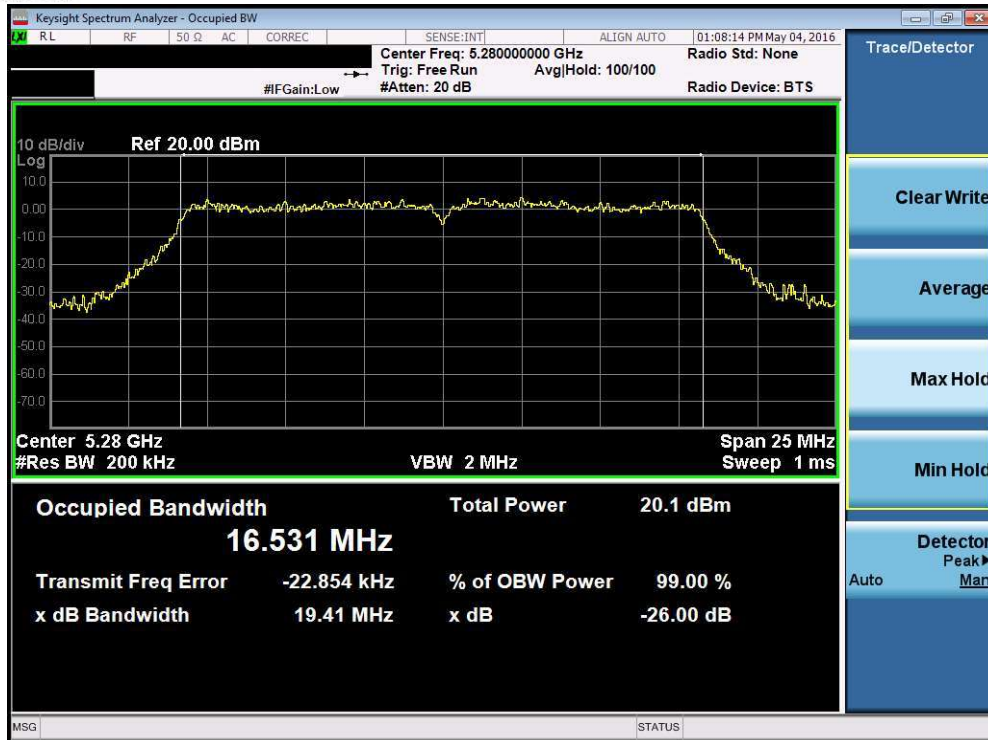 Keysight Spectrum Analyzer - Occupied BW
LXI RL RF 50 Ω AC CORREC SENSE:INT ALIGN AUTO 01:08:14 PM May 04, 2016
Center Freq: 5.280000000 GHz Radio Std: None
Trig: Free Run Avg|Hold: 100/100
#IFGain:Low #Atten: 20 dB Radio Device: BTS
10 dB/div Ref 20.00 dBm
Log
10.0
0.00
-10.0
-20.0
-30.0
-40.0
-50.0
-60.0
-70.0
Center 5.28 GHz Span 25 MHz
#Res BW 200 kHz VBW 2 MHz Sweep 1 ms
Occupied Bandwidth Total Power 20.1 dBm
16.531 MHz
Transmit Freq Error -22.854 kHz % of OBW Power 99.00 %
x dB Bandwidth 19.41 MHz x dB -26.00 dB
MSG STATUS
Trace/Detector
Clear Write
Average
Max Hold
Min Hold
Detector
Peak▶
Auto Man